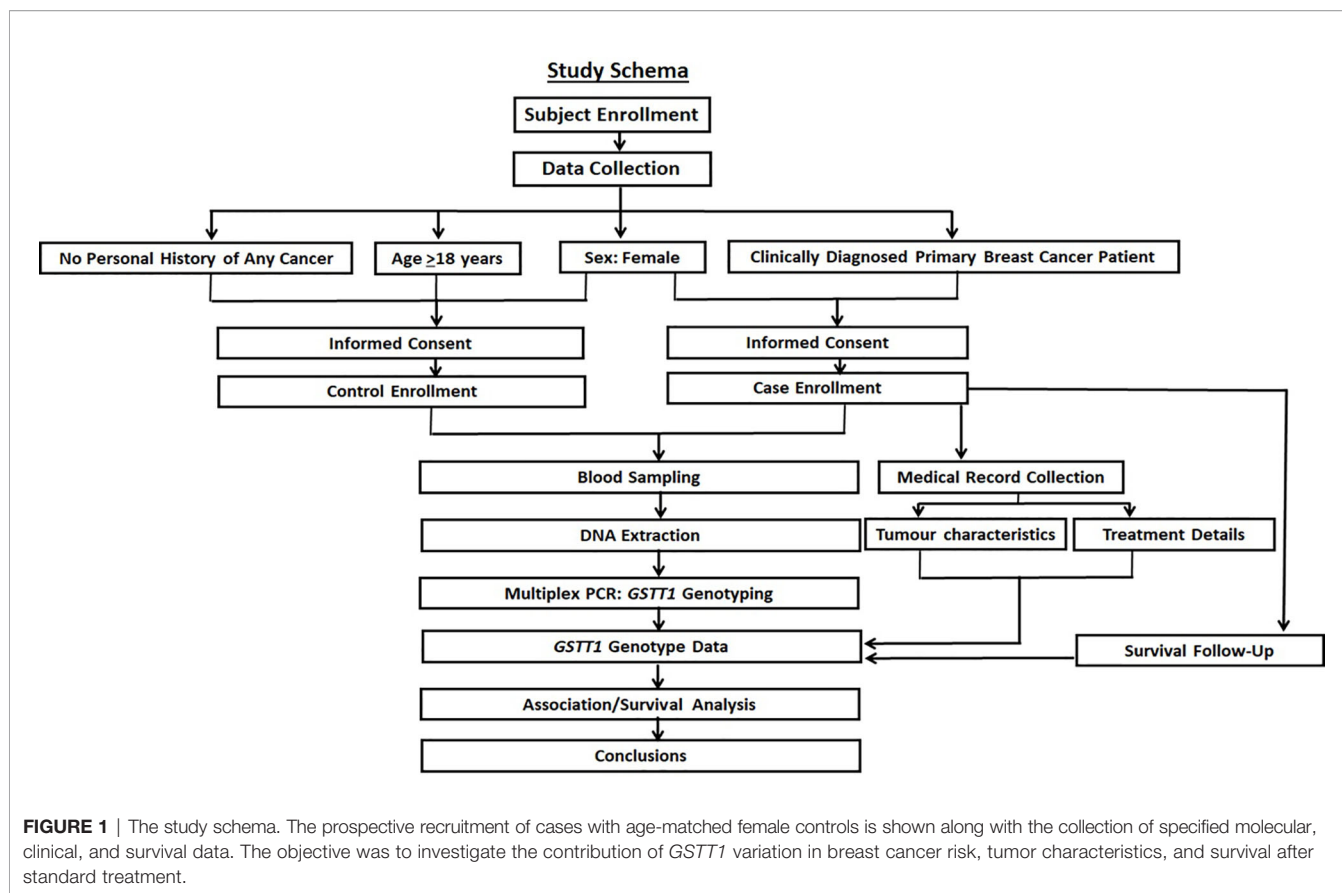 Study Schema
Subject Enrollment
Data Collection
No Personal History of Any Cancer
Age ≥18 years
Sex: Female
Clinically Diagnosed Primary Breast Cancer Patient
Informed Consent
Informed Consent
Control Enrollment
Case Enrollment
Blood Sampling
Medical Record Collection
DNA Extraction
Tumour characteristics
Treatment Details
Multiplex PCR: GSTT1 Genotyping
GSTT1 Genotype Data
Survival Follow-Up
Association/Survival Analysis
Conclusions
FIGURE 1 | The study schema. The prospective recruitment of cases with age-matched female controls is shown along with the collection of specified molecular,
clinical, and survival data. The objective was to investigate the contribution of GSTT1 variation in breast cancer risk, tumor characteristics, and survival after
standard treatment.